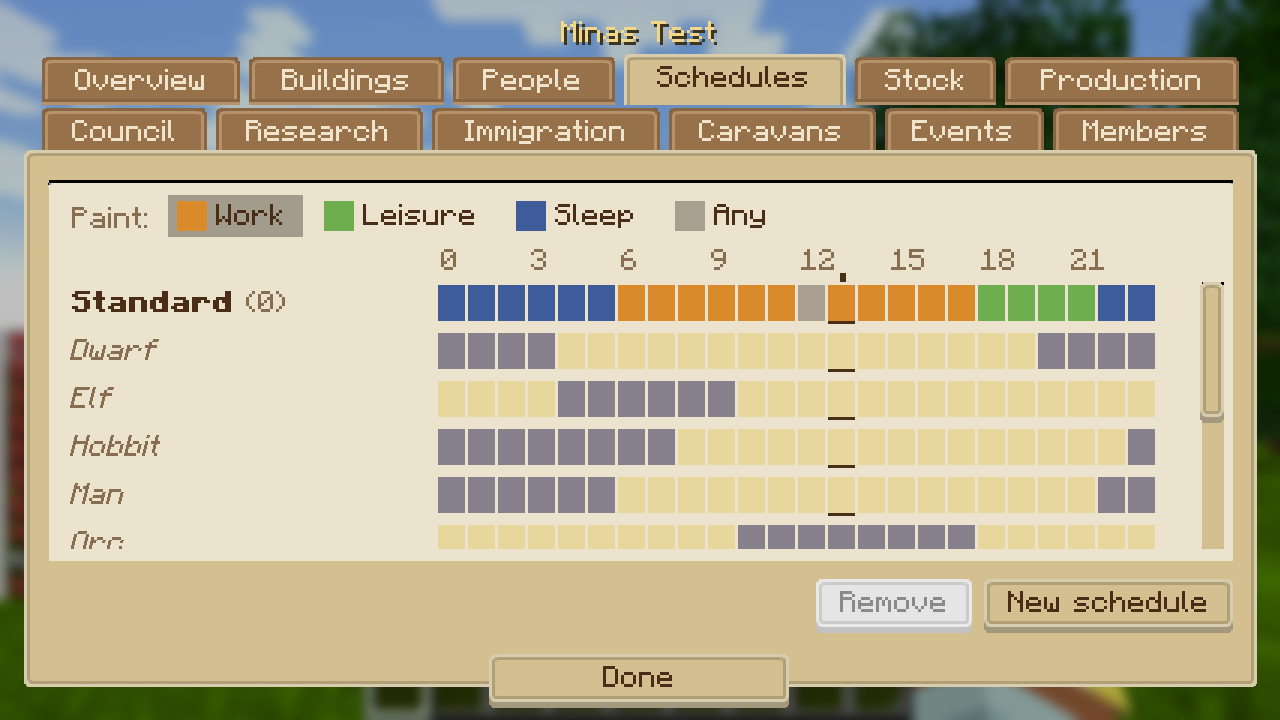 Minas Test
Overview Buildings People Schedules Stock Production
Council Research Immigration Caravans Events Members
Paint: Work Leisure Sleep Any
0 3 6 9 12 15 18 21
Standard (0)
Dwarf
Elf
Hobbit
Man
Orc
Remove New schedule
Done